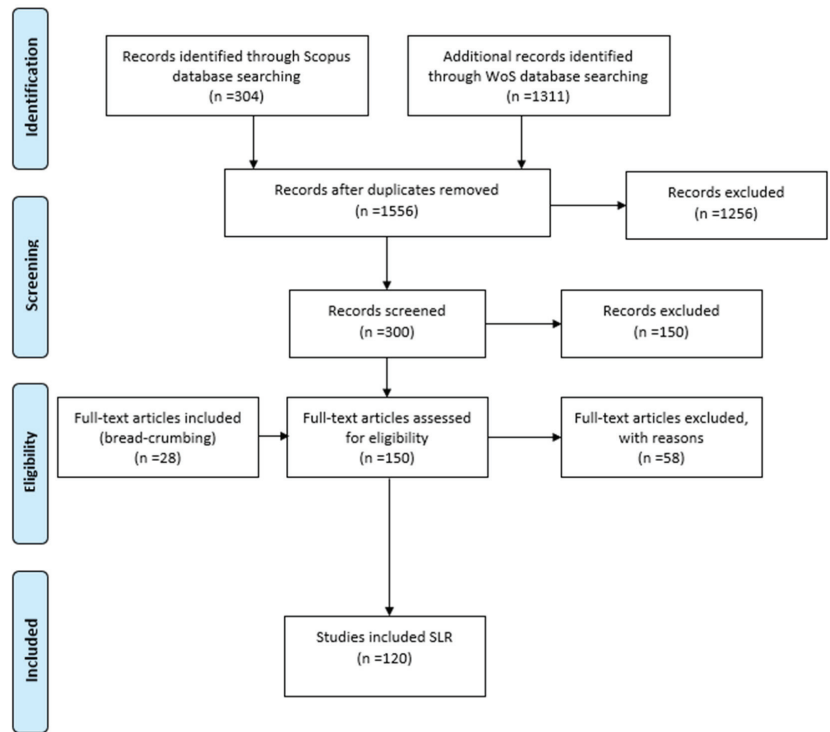 Identification
Records identified through Scopus
database searching
(n =304)
Additional records identified
through WoS database searching
(n =1311)
Records after duplicates removed
(n =1556)
Records excluded
(n =1256)
Screening
Records screened
(n =300)
Records excluded
(n =150)
Eligibility
Full-text articles included
(bread-crumbing)
(n =28)
Full-text articles assessed
for eligibility
(n =150)
Full-text articles excluded,
with reasons
(n =58)
Included
Studies included SLR
(n =120)